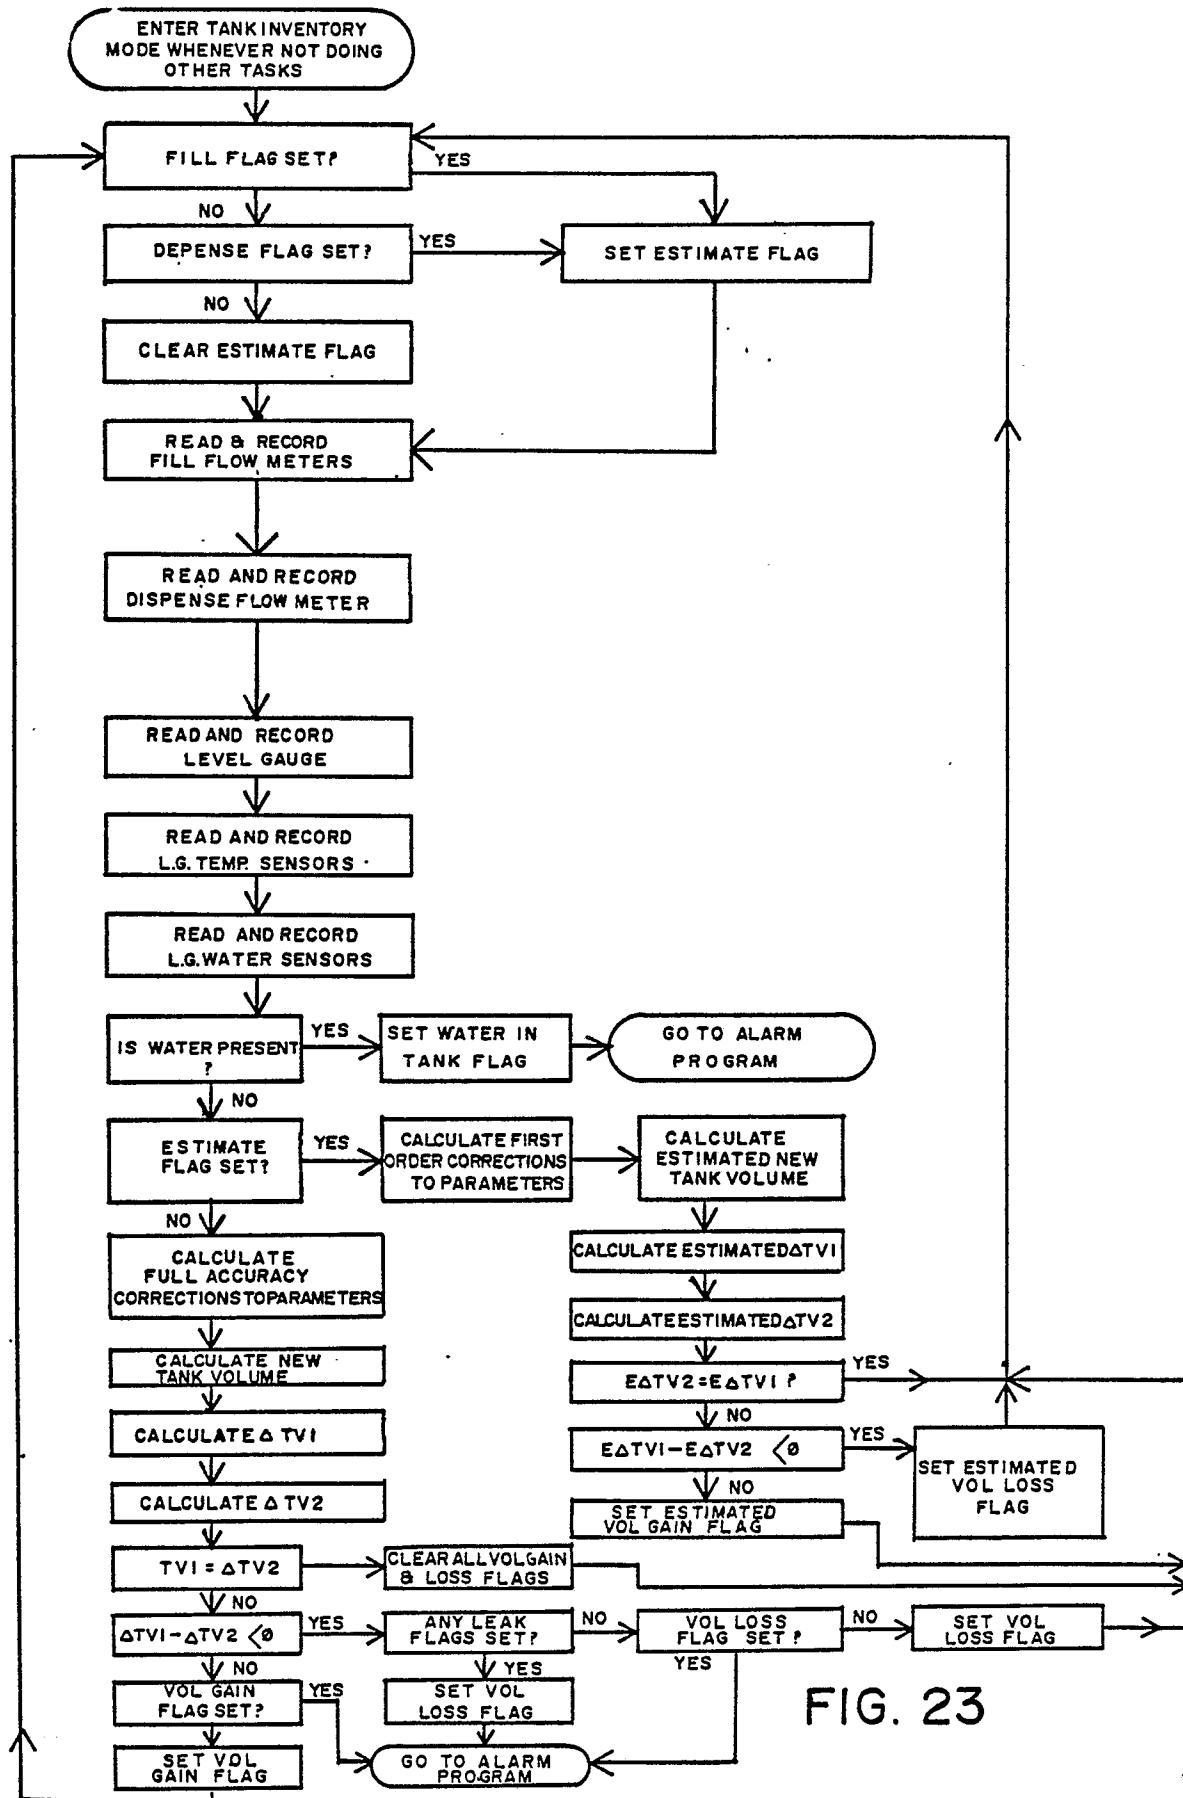 ENTER TANK INVENTORY
MODE WHENEVER NOT DOING
OTHER TASKS
FILL FLAG SET?
YES
NO
DEPENSE FLAG SET?
YES
SET ESTIMATE FLAG
NO
CLEAR ESTIMATE FLAG
READ & RECORD
FILL FLOW METERS
READ AND RECORD
DISPENSE FLOW METER
READ AND RECORD
LEVEL GAUGE
READ AND RECORD
L.G. TEMP. SENSORS
READ AND RECORD
L.G. WATER SENSORS
IS WATER PRESENT
?
YES
SET WATER IN
TANK FLAG
GO TO ALARM
PROGRAM
NO
ESTIMATE
FLAG SET?
YES
CALCULATE FIRST
ORDER CORRECTIONS
TO PARAMETERS
CALCULATE
ESTIMATED NEW
TANK VOLUME
NO
CALCULATE
FULL ACCURACY
CORRECTIONS TO PARAMETERS
CALCULATE ESTIMATED ΔTV1
CALCULATE ESTIMATED ΔTV2
CALCULATE NEW
TANK VOLUME
EΔTV2=EΔTV1?
YES
NO
CALCULATE Δ TV1
EΔTV1-EΔTV2 <0
YES
SET ESTIMATED
VOL LOSS
FLAG
NO
CALCULATE Δ TV2
SET ESTIMATED
VOL GAIN FLAG
TV1 = ΔTV2
CLEAR ALL VOL GAIN
& LOSS FLAGS
NO
ΔTV1-ΔTV2 <0
YES
ANY LEAK
FLAGS SET?
NO
VOL LOSS
FLAG SET?
NO
SET VOL
LOSS FLAG
NO
YES
YES
VOL GAIN
FLAG SET?
YES
SET VOL
LOSS FLAG
FIG. 23
SET VOL
GAIN FLAG
GO TO ALARM
PROGRAM